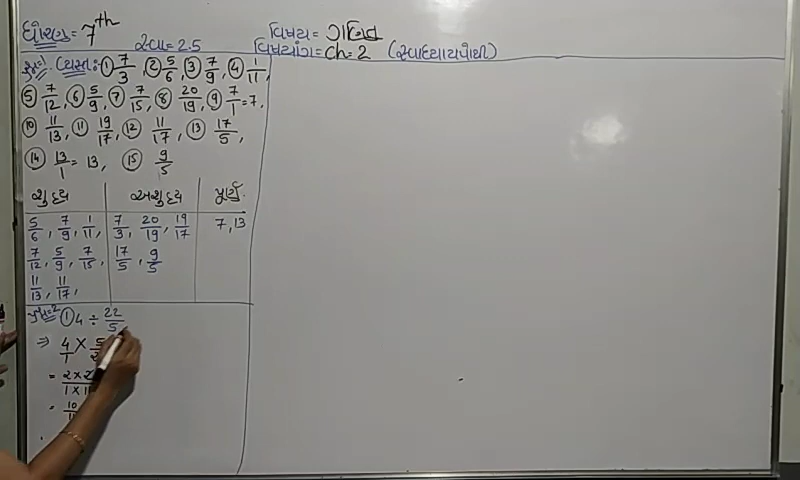 ધોરણ = 7th
સ્વા = 2.5
વિષય = ગણિત
વિષયાંગ = ch = 2 (સ્વાધ્યાયપોથી)
પ્રશ્ન=1 વ્યસ્ત :- ① 7/3, ② 5/6, ③ 7/9, ④ 1/11,
⑤ 7/12, ⑥ 5/9, ⑦ 7/15, ⑧ 20/19, ⑨ 7/1 = 7,
⑩ 11/13, ⑪ 19/17, ⑫ 11/17, ⑬ 17/5,
⑭ 13/1 = 13, ⑮ 9/5
શુદ્ધ અશુદ્ધ પૂર્ણ
5/6, 7/9, 1/11, 7/3, 20/19, 19/17 7, 13
7/12, 5/9, 7/15, 17/5, 9/5
11/13, 11/17,
પ્રશ્ન=2 ① 4 ÷ 22/5
⇒ 4/1 × 5
= 2 × / 1 × 11
= 10/11